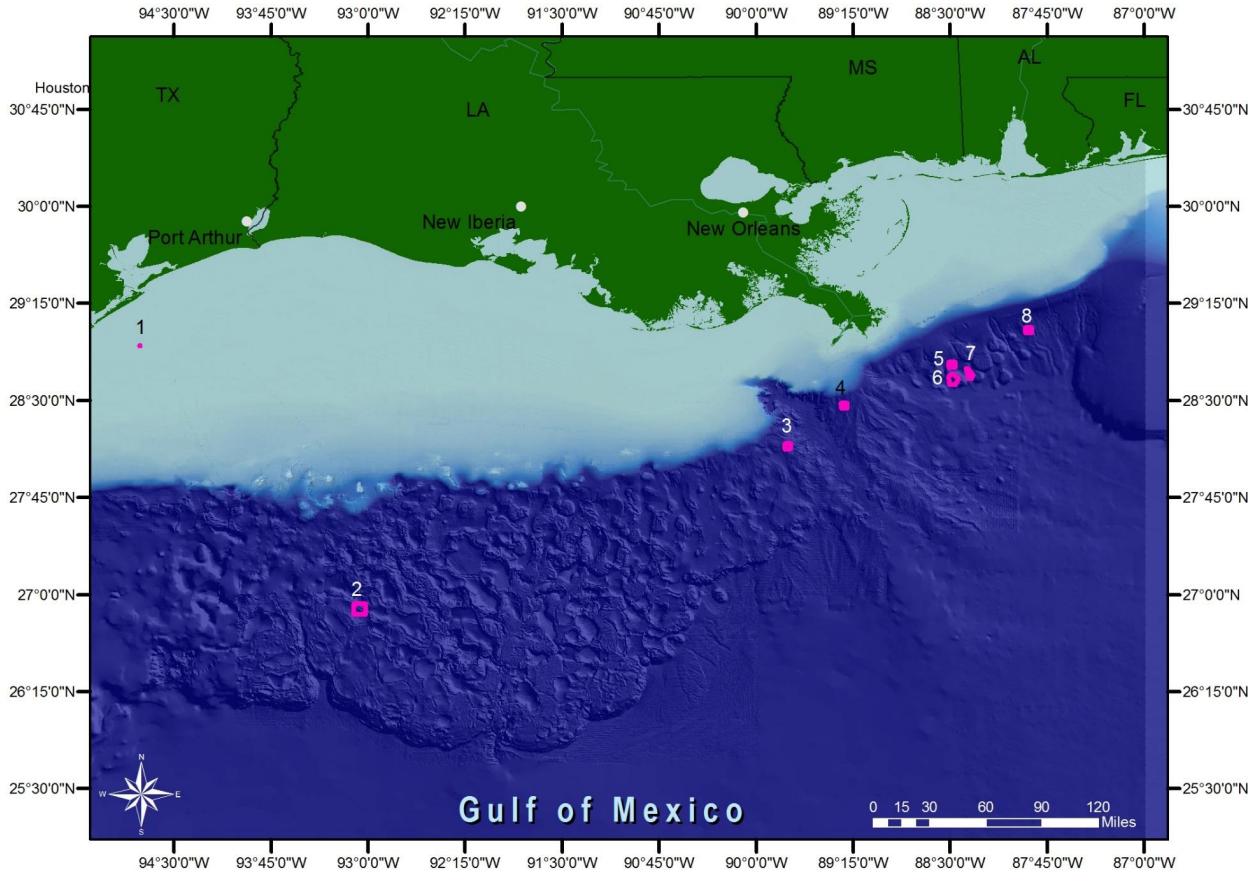 94°30'0"W 93°45'0"W 93°0'0"W 92°15'0"W 91°30'0"W 90°45'0"W 90°0'0"W 89°15'0"W 88°30'0"W 87°45'0"W 87°0'0"W
AL
MS
Houston
TX
FL
30°45'0"N 30°45'0"N
LA
30°0'0"N 30°0'0"N
New Iberia
New Orleans
Port Arthur
29°15'0"N 29°15'0"N
8
1
7
5
6
4
28°30'0"N 28°30'0"N
3
27°45'0"N 27°45'0"N
2
27°0'0"N 27°0'0"N
26°15'0"N 26°15'0"N
N
25°30'0"N 25°30'0"N
W E
S
Gulf of Mexico
0 15 30 60 90 120
Miles
94°30'0"W 93°45'0"W 93°0'0"W 92°15'0"W 91°30'0"W 90°45'0"W 90°0'0"W 89°15'0"W 88°30'0"W 87°45'0"W 87°0'0"W